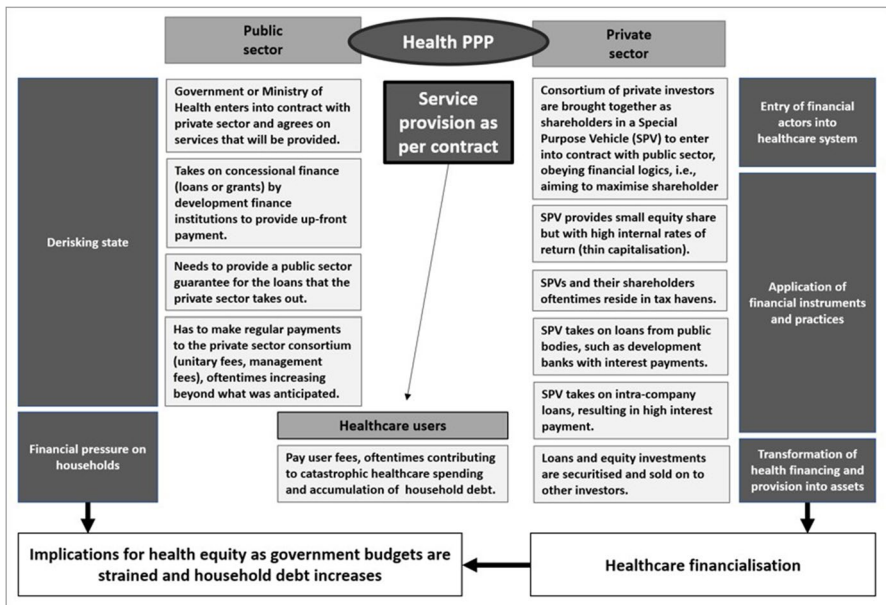 Public
sector
Health PPP
Private
sector
Derisking state
Government or Ministry of
Health enters into contract with
private sector and agrees on
services that will be provided.
Takes on concessional finance
(loans or grants) by
development finance
institutions to provide up-front
payment.
Needs to provide a public sector
guarantee for the loans that the
private sector takes out.
Has to make regular payments
to the private sector consortium
(unitary fees, management
fees), oftentimes increasing
beyond what was anticipated.
Service
provision as
per contract
Consortium of private investors
are brought together as
shareholders in a Special
Purpose Vehicle (SPV) to enter
into contract with public sector,
obeying financial logics, i.e.,
aiming to maximise shareholder
SPV provides small equity share
but with high internal rates of
return (thin capitalisation).
SPVs and their shareholders
oftentimes reside in tax havens.
SPV takes on loans from public
bodies, such as development
banks with interest payments.
SPV takes on intra-company
loans, resulting in high interest
payment.
Loans and equity investments
are securitised and sold on to
other investors.
Entry of financial
actors into
healthcare system
Application of
financial instruments
and practices
Transformation of
health financing and
provision into assets
Financial pressure on
households
Healthcare users
Pay user fees, oftentimes contributing
to catastrophic healthcare spending
and accumulation of household debt.
Implications for health equity as government budgets are
strained and household debt increases
Healthcare financialisation